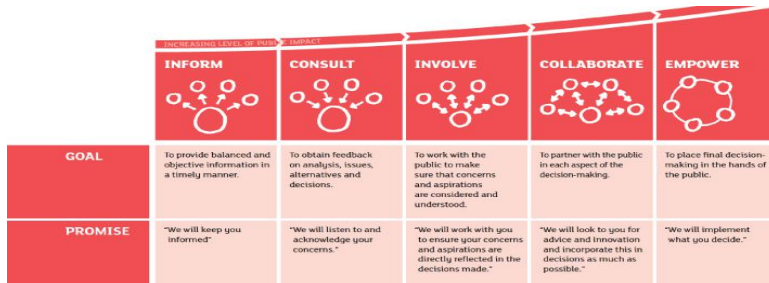 INCREASING LEVEL OF PUBLIC IMPACT
INFORM
CONSULT
INVOLVE
COLLABORATE
EMPOWER
GOAL
To provide balanced and
objective information in
a timely manner.
To obtain feedback
on analysis, issues,
alternatives and
decisions.
To work with the
public to make
sure that concerns
and aspirations
are considered and
understood.
To partner with the public
in each aspect of the
decision-making.
To place final decision-
making in the hands of
the public.
PROMISE
"We will keep you
informed"
"We will listen to and
acknowledge your
concerns."
"We will work with you
to ensure your concerns
and aspirations are
directly reflected in the
decisions made."
"We will look to you for
advice and innovation
and incorporate this in
decisions as much as
possible."
"We will implement
what you decide."